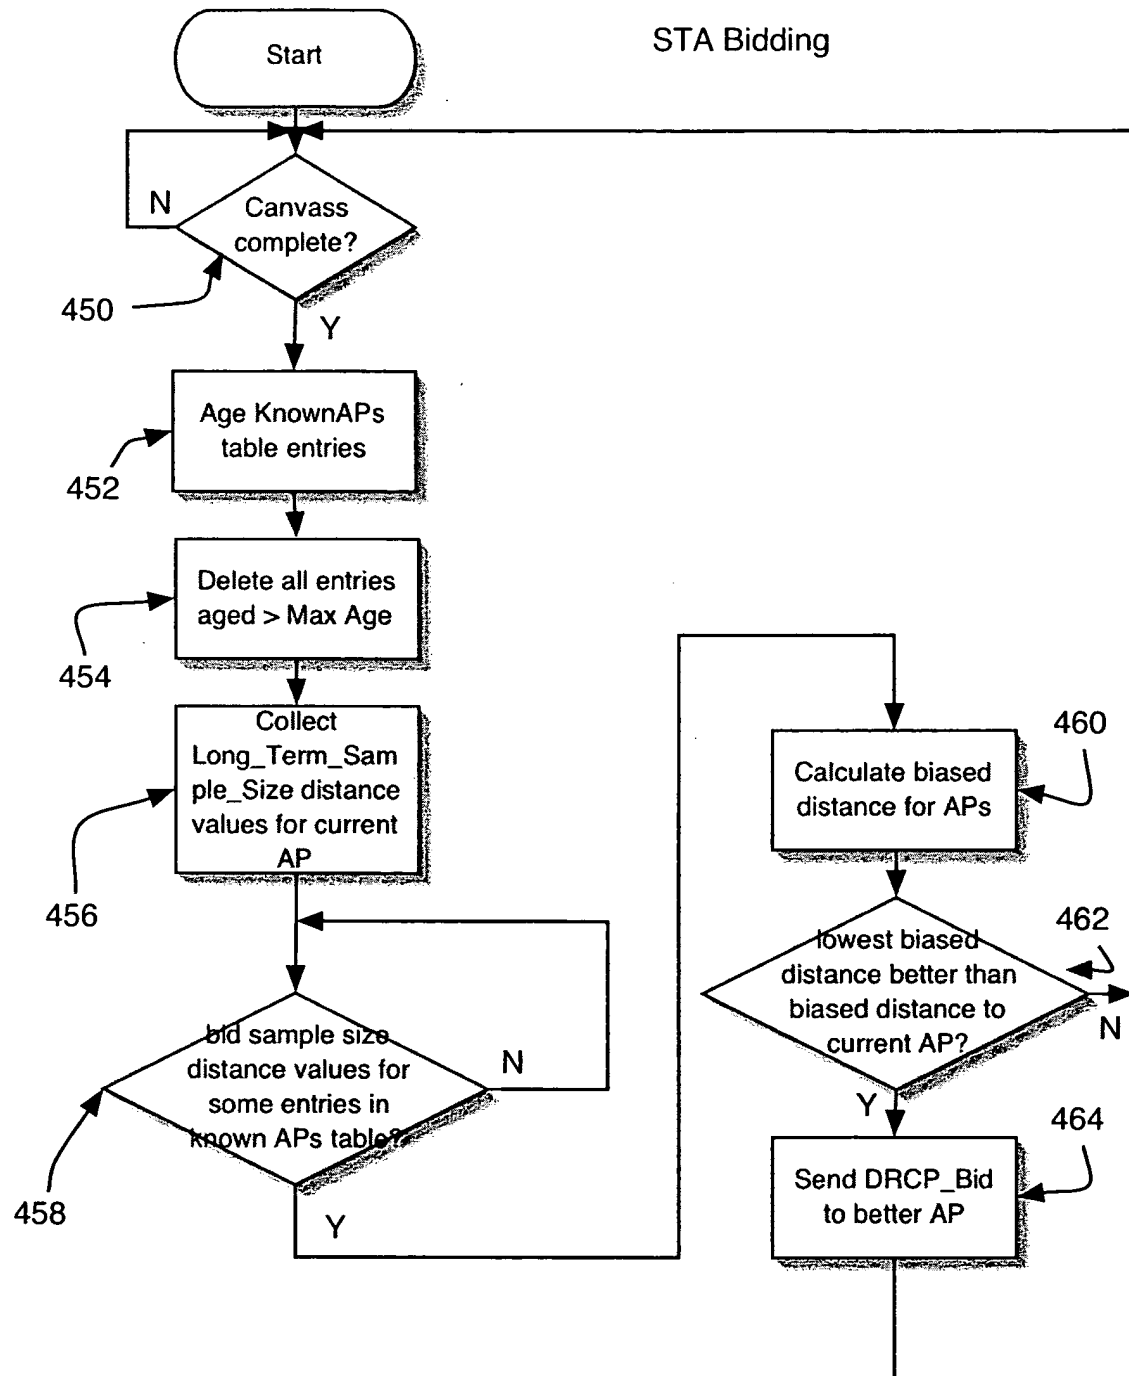 STA Bidding
Start
N
Canvass
complete?
450
Y
Age KnownAPs
table entries
452
Delete all entries
aged > Max Age
454
Collect
Long_Term_Sam
ple_Size distance
values for current
AP
456
bid sample size
distance values for
some entries in
known APs table?
N
458
Y
460
Calculate biased
distance for APs
462
lowest biased
distance better than
biased distance to
current AP?
N
Y
464
Send DRCP_Bid
to better AP